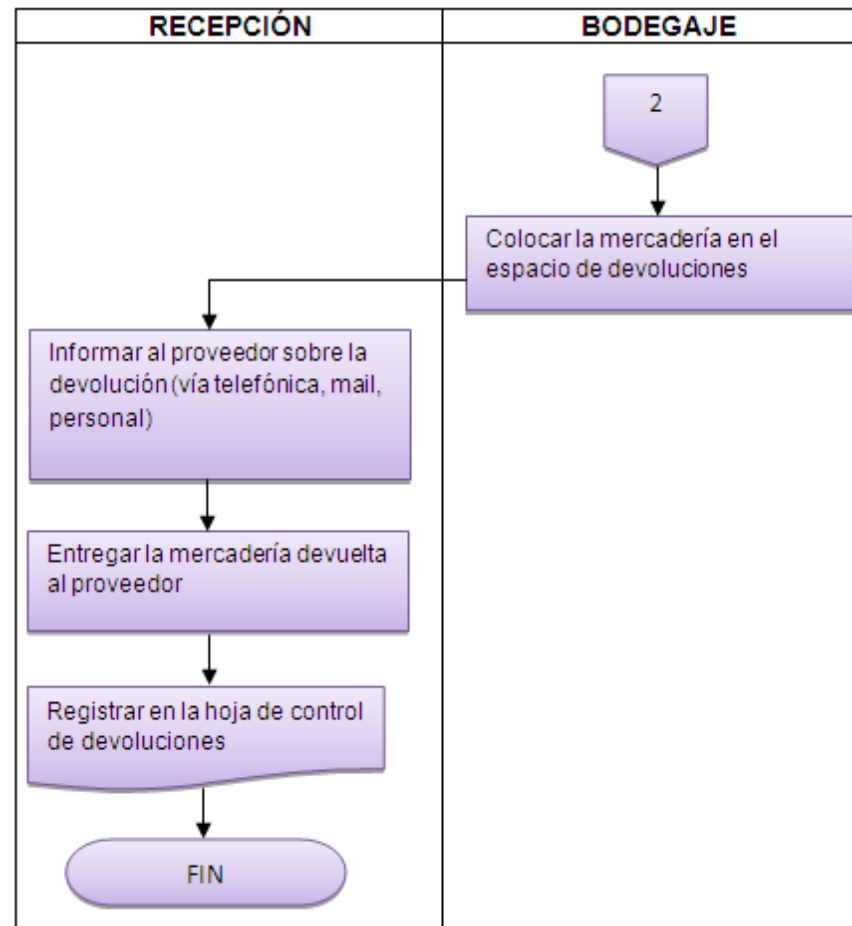 RECEPCIÓN
BODEGAJE
2
Colocar la mercadería en el
espacio de devoluciones
Informar al proveedor sobre la
devolución (vía telefónica, mail,
personal)
Entregar la mercadería devuelta
al proveedor
Registrar en la hoja de control
de devoluciones
FIN